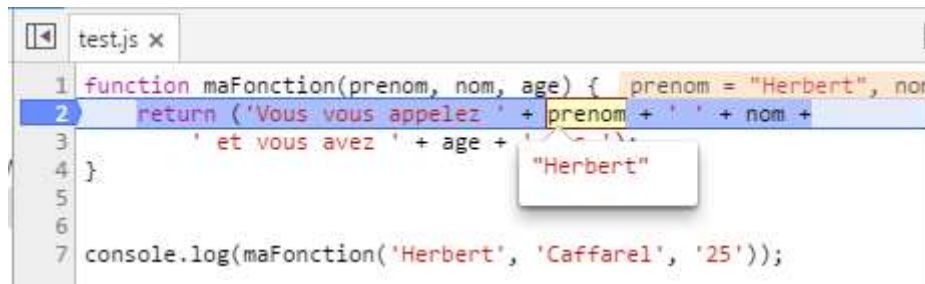 test.js ×
1 function maFonction(prenom, nom, age) { prenom = "Herbert",
2 return ('Vous vous appelez ' + prenom + ' ' + nom +
3 ' et vous avez ' + age + '
"Herbert"
4 }
5
6
7 console.log(maFonction('Herbert', 'Caffarel', '25'));